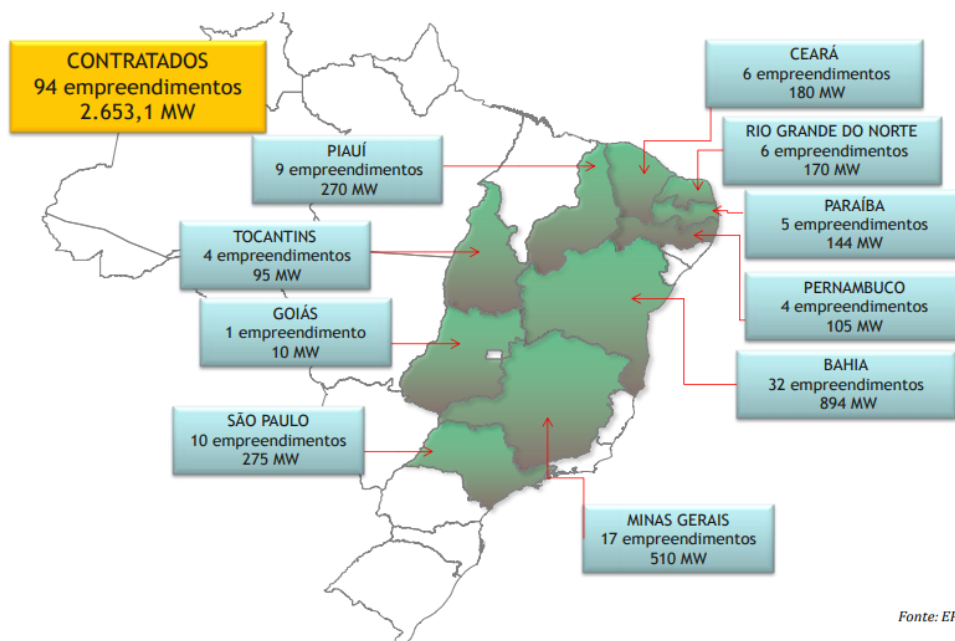 CONTRATADOS
94 empreendimentos
2.653,1 MW
CEARÁ
6 empreendimentos
180 MW
RIO GRANDE DO NORTE
6 empreendimentos
170 MW
PIAUÍ
9 empreendimentos
270 MW
PARAÍBA
5 empreendimentos
144 MW
TOCANTINS
4 empreendimentos
95 MW
PERNAMBUCO
4 empreendimentos
105 MW
GOIÁS
1 empreendimento
10 MW
BAHIA
32 empreendimentos
894 MW
SÃO PAULO
10 empreendimentos
275 MW
MINAS GERAIS
17 empreendimentos
510 MW
Fonte: